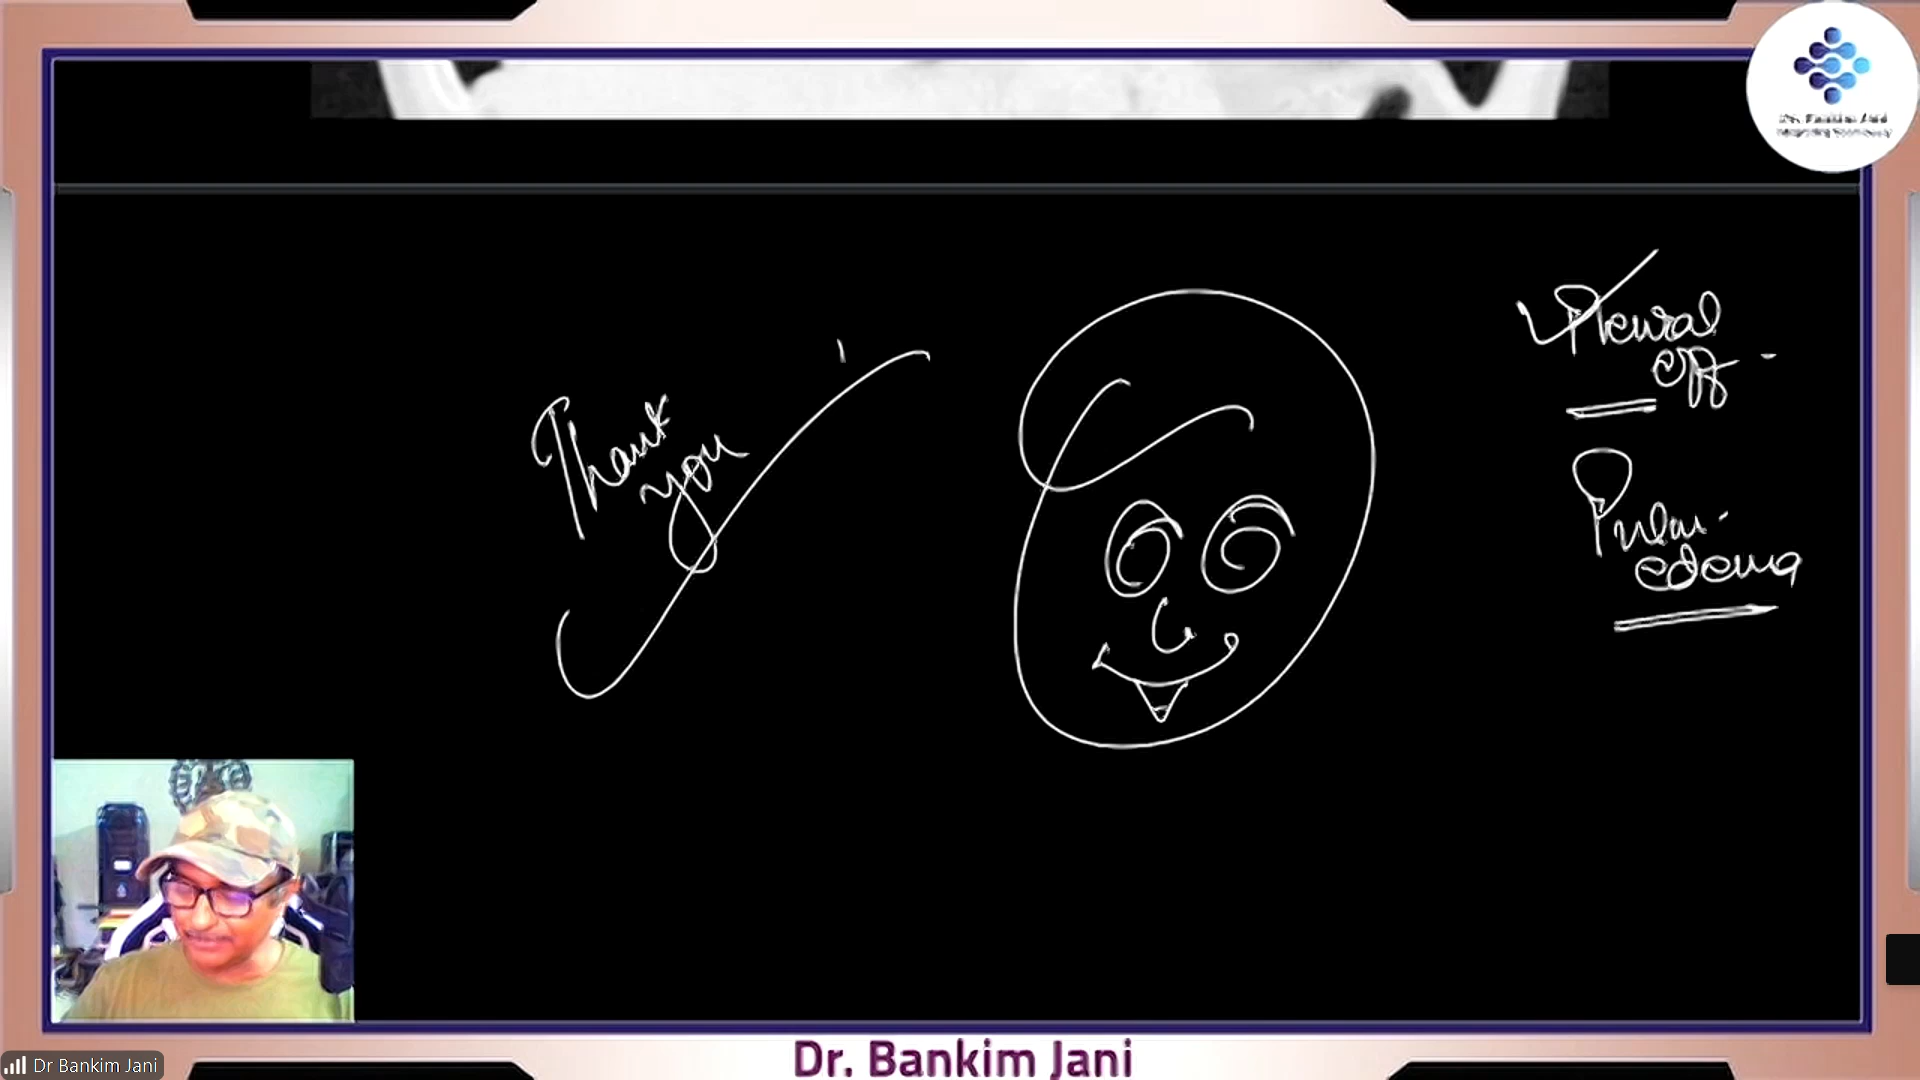 Thank
you
Pleural
eff -
Pulm.
edema
Dr. Bankim Jani
Dr Bankim Jani